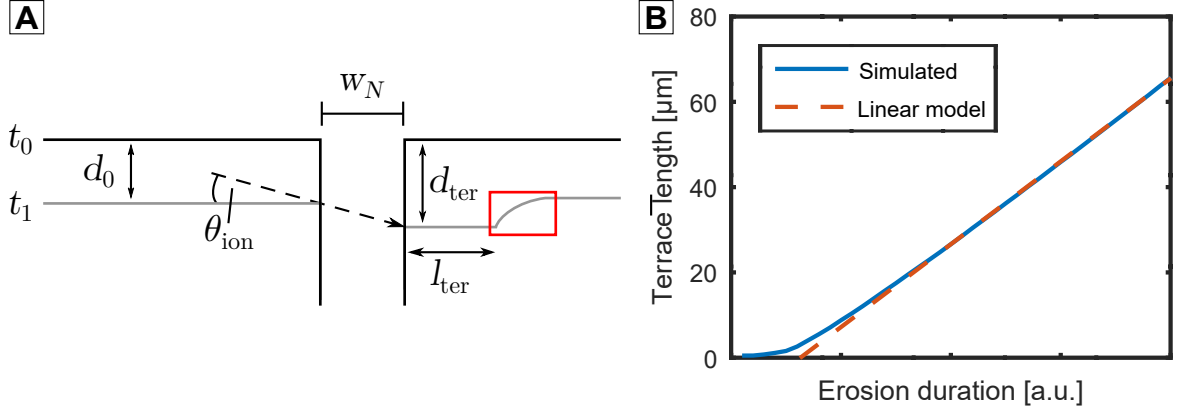 A
w_N
t_0
d_0
d_ter
t_1
θ_ion
l_ter
B
80
60
40
20
0
Terrace length [µm]
Simulated
Linear model
Erosion duration [a.u.]